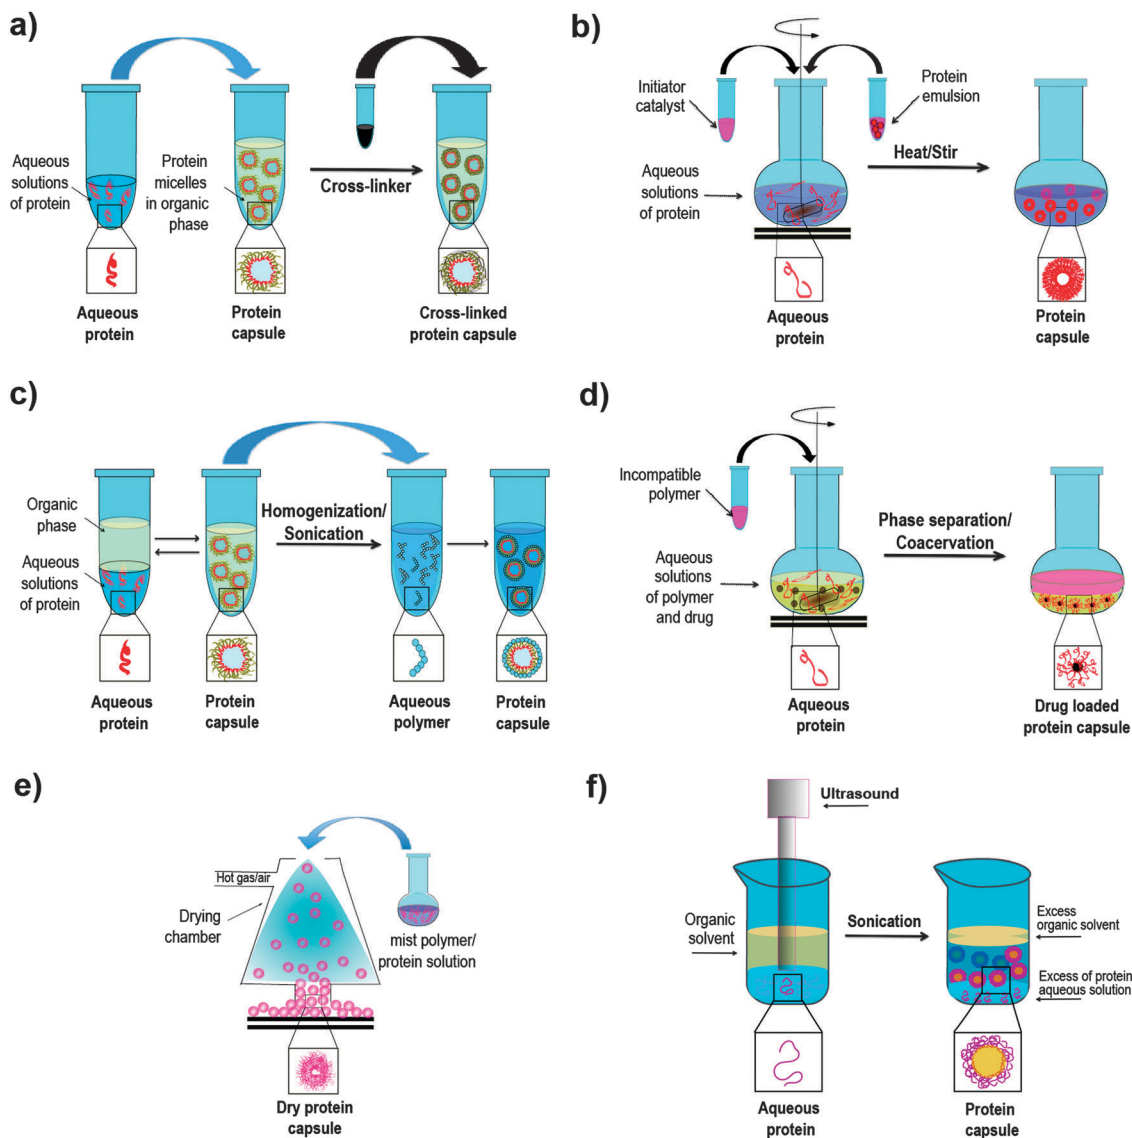 a)
Aqueous
solutions
of protein
Protein
micelles
in organic
phase
Cross-linker
Aqueous
protein
Protein
capsule
Cross-linked
protein capsule
b)
Initiator
catalyst
Protein
emulsion
Heat/Stir
Aqueous
solutions
of protein
Aqueous
protein
Protein
capsule
c)
Organic
phase
Aqueous
solutions
of protein
Homogenization/
Sonication
Aqueous
protein
Protein
capsule
Aqueous
polymer
Protein
capsule
d)
Incompatible
polymer
Phase separation/
Coacervation
Aqueous
solutions
of polymer
and drug
Aqueous
protein
Drug loaded
protein capsule
e)
Hot gas/air
Drying
chamber
mist polymer/
protein solution
Dry protein
capsule
f)
Ultrasound
Organic
solvent
Sonication
Excess
organic solvent
Excess of protein
aqueous solution
Aqueous
protein
Protein
capsule